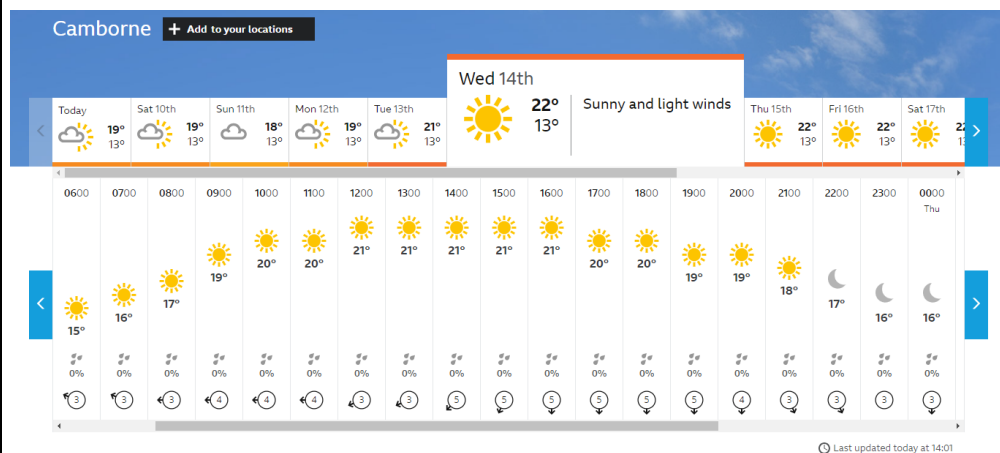 Camborne + Add to your locations
Wed 14th
22° Sunny and light winds
13°
Today Sat 10th Sun 11th Mon 12th Tue 13th Thu 15th Fri 16th Sat 17th
19° 19° 18° 19° 21° 22° 22°
13° 13° 13° 13° 13° 13° 13°
0600 0700 0800 0900 1000 1100 1200 1300 1400 1500 1600 1700 1800 1900 2000 2100 2200 2300 0000
Thu
15° 16° 17° 19° 20° 20° 21° 21° 21° 21° 21° 20° 20° 19° 19° 18° 17° 16° 16°
0% 0% 0% 0% 0% 0% 0% 0% 0% 0% 0% 0% 0% 0% 0% 0% 0% 0% 0%
3 3 3 4 4 4 3 3 5 5 5 5 5 5 4 3 3 3 3
Last updated today at 14:01